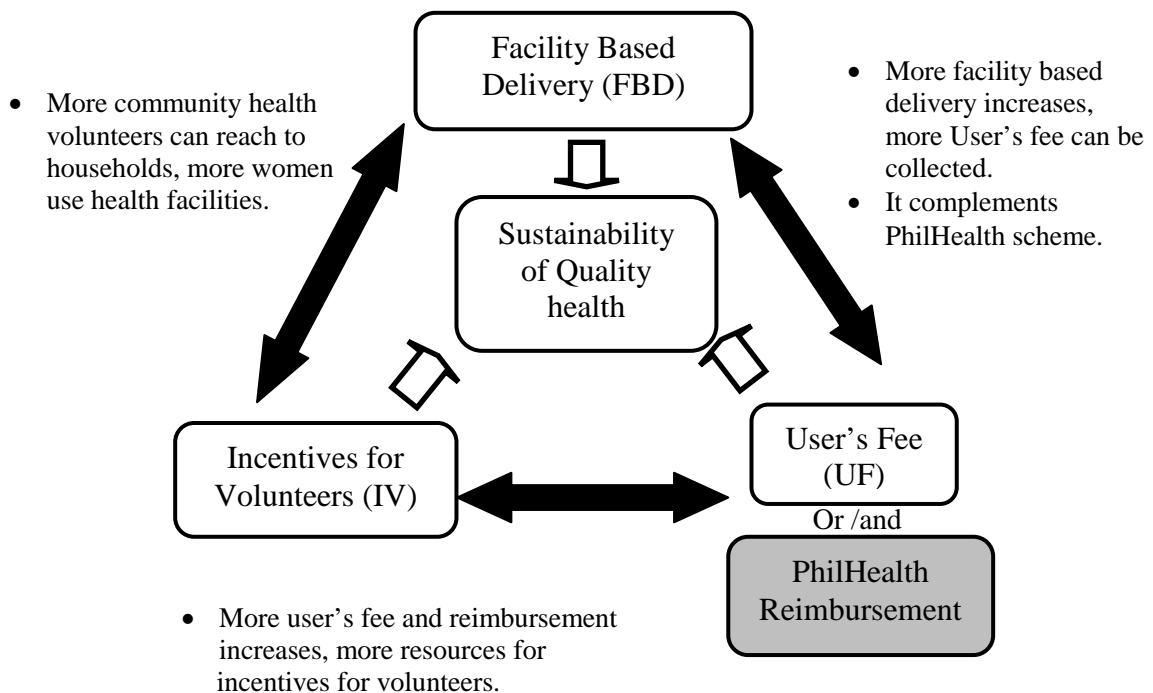 Facility Based
Delivery (FBD)
• More community health
volunteers can reach to
households, more women
use health facilities.
• More facility based
delivery increases,
more User’s fee can be
collected.
• It complements
PhilHealth scheme.
Sustainability
of Quality
health
Incentives for
Volunteers (IV)
User’s Fee
(UF)
Or /and
PhilHealth
Reimbursement
• More user’s fee and reimbursement
increases, more resources for
incentives for volunteers.